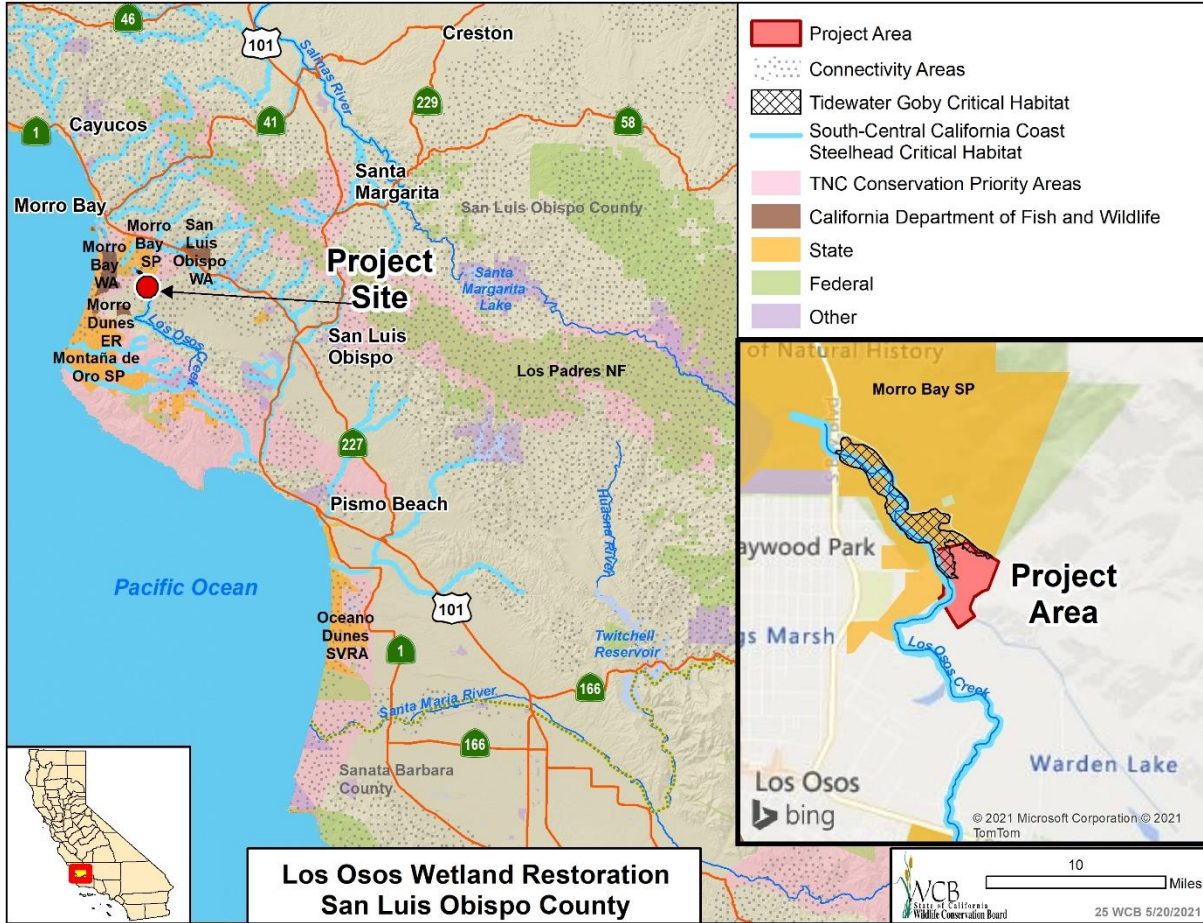 46
101
Creston
Salinas River
229
58
41
1
Cayucos
Santa
Margarita
San Luis Obispo County
Morro Bay
Morro
Bay
SP
San
Luis
Obispo
WA
Morro
Bay
WA
Project
Site
Santa
Margarita
Lake
Morro
Dunes
ER
Los Osos Creek
San Luis
Obispo
Montaña de
Oro SP
Los Padres NF
227
Huasna River
Pismo Beach
Pacific Ocean
101
Oceano
Dunes
SVRA
1
Twitchell
Reservoir
166
Santa Maria River
166
Sanata Barbara
County
Los Osos Wetland Restoration
San Luis Obispo County
Project Area
Connectivity Areas
Tidewater Goby Critical Habitat
South-Central California Coast
Steelhead Critical Habitat
TNC Conservation Priority Areas
California Department of Fish and Wildlife
State
Federal
Other
of Natural History
Morro Bay SP
aywood Park
Project
Area
gs Marsh
Los Osos Creek
Warden Lake
Los Osos
bing
© 2021 Microsoft Corporation © 2021
TomTom
WCB
State of California
Wildlife Conservation Board
10
Miles
25 WCB 5/20/2021